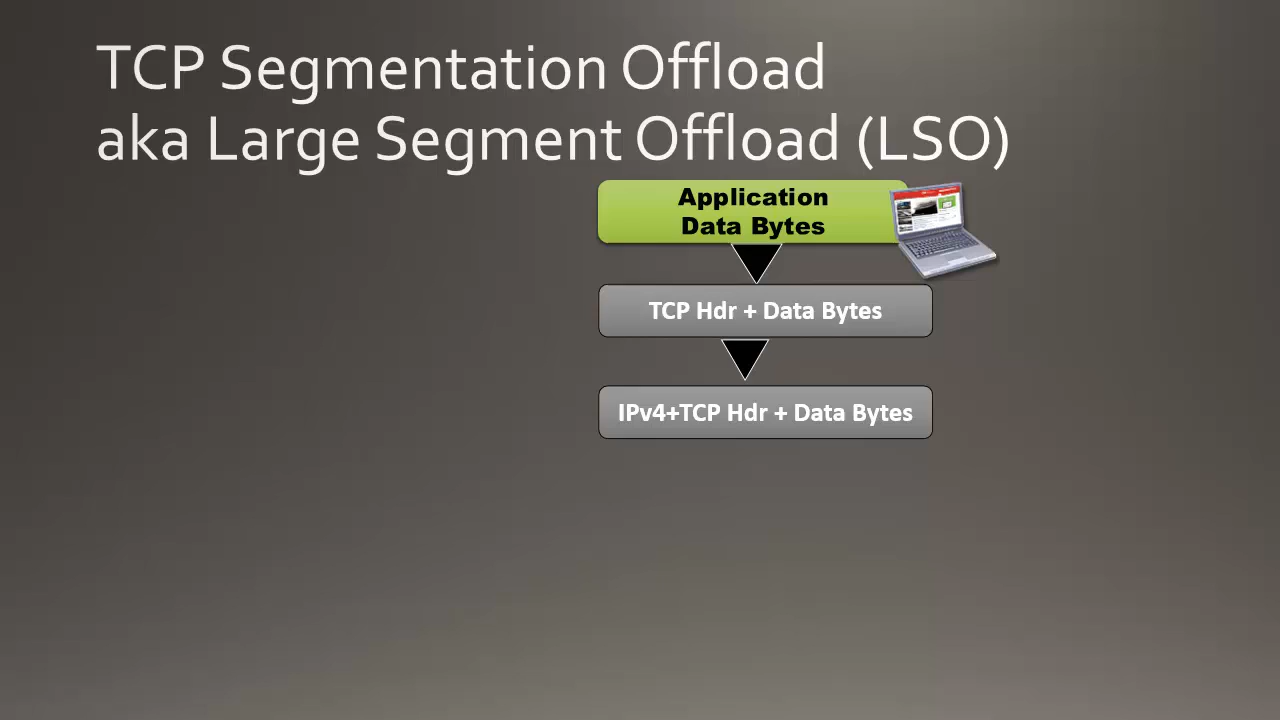 TCP Segmentation Offload
aka Large Segment Offload (LSO)
Application
Data Bytes
TCP Hdr + Data Bytes
IPv4+TCP Hdr + Data Bytes